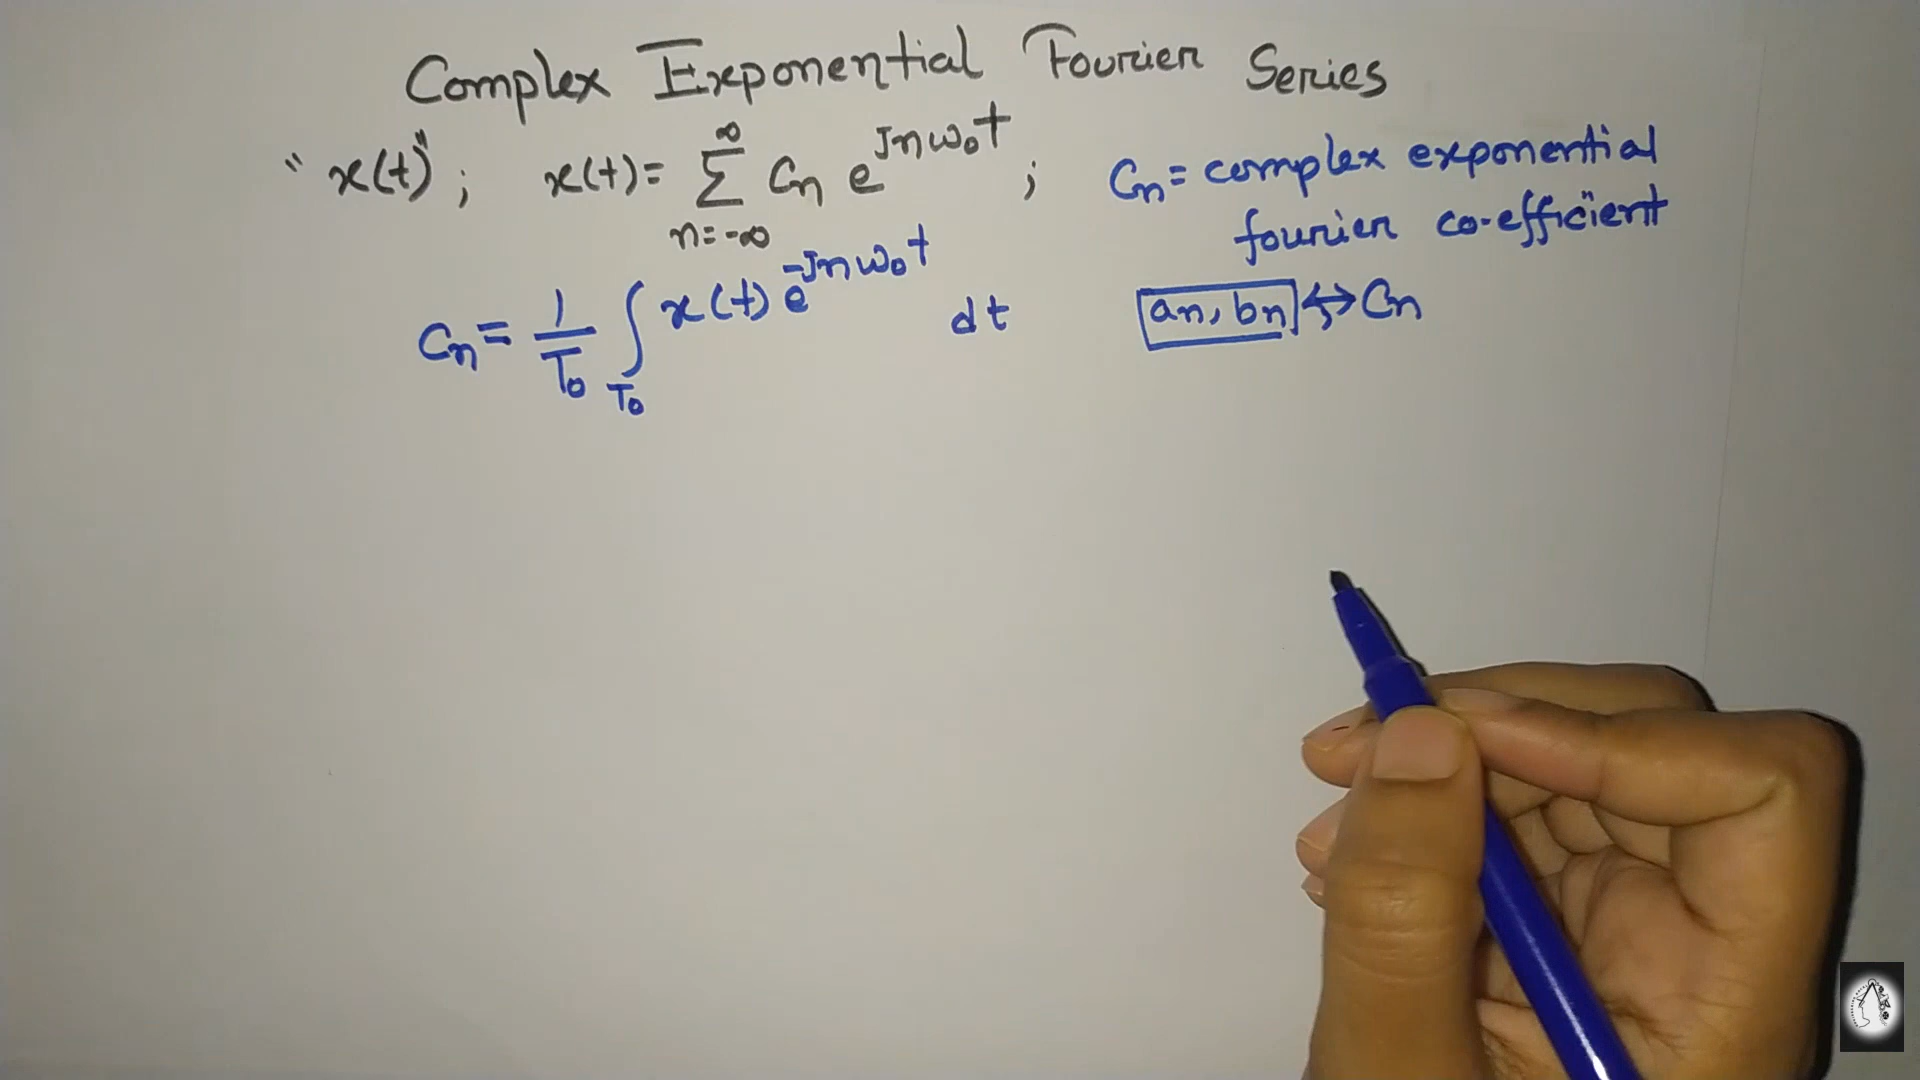 Complex Exponential Fourier Series
"x(t)"; x(t) = ∞ Σ n=-∞ Cn e^Jnω₀t ; Cn = complex exponential
fourier co-efficient
Cn = 1/T₀ ∫T₀ x(t) e^-Jnω₀t dt
an, bn ↔ Cn